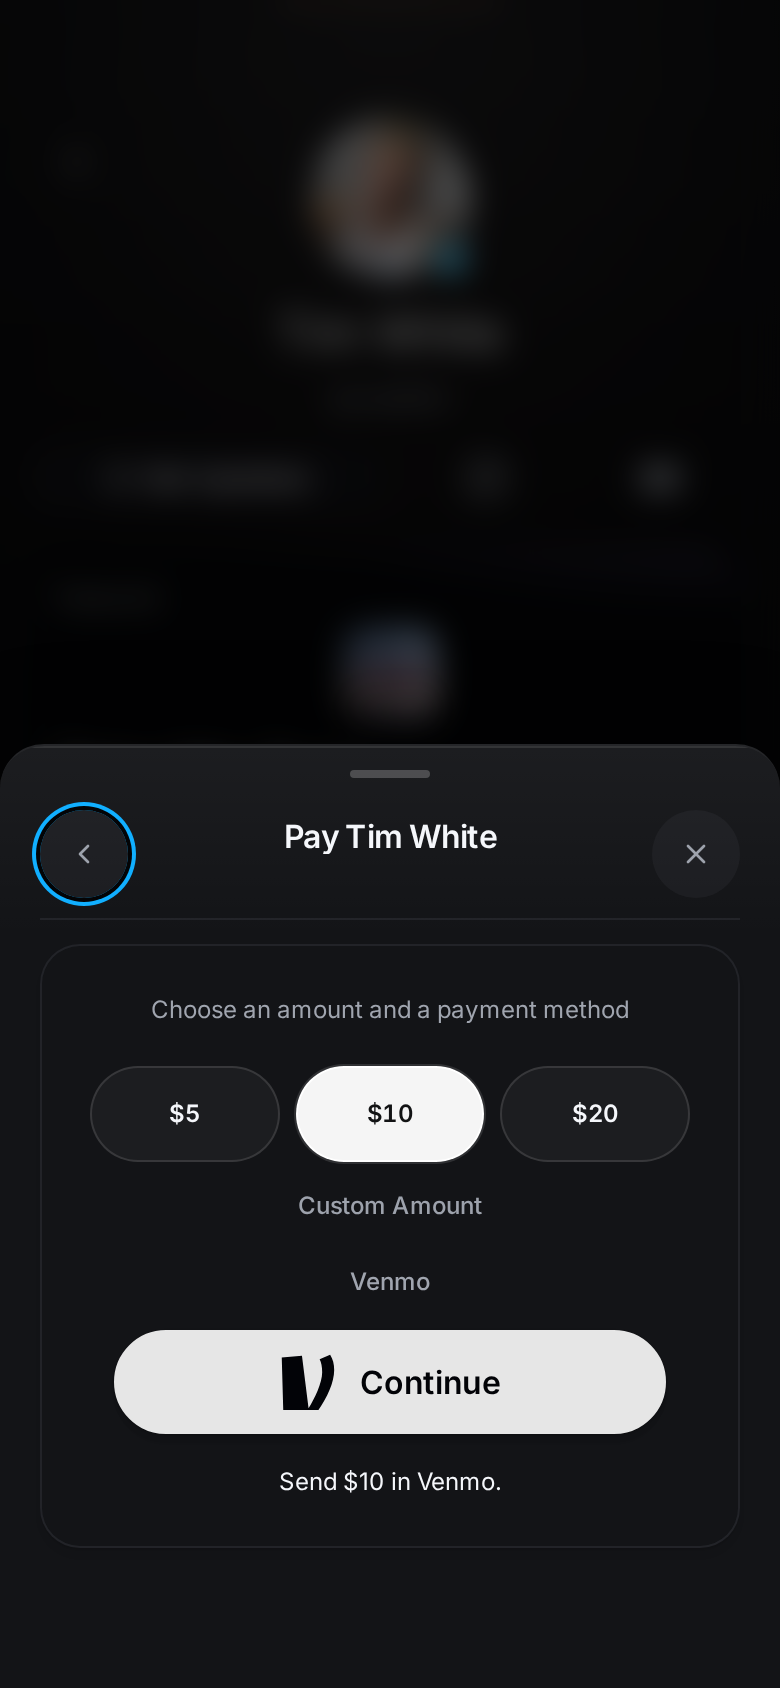 Pay Tim White
Choose an amount and a payment method
$5
$10
$20
Custom Amount
Venmo
Continue
Send $10 in Venmo.